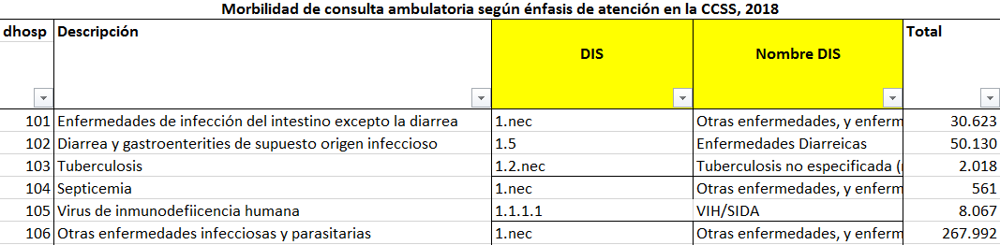 Morbilidad de consulta ambulatoria según énfasis de atención en la CCSS, 2018
dhosp Descripción DIS Nombre DIS Total
101 Enfermedades de infección del intestino excepto la diarrea 1.nec Otras enfermedades, y enferm 30.623
102 Diarrea y gastroenterities de supuesto origen infeccioso 1.5 Enfermedades Diarreicas 50.130
103 Tuberculosis 1.2.nec Tuberculosis no especificada ( 2.018
104 Septicemia 1.nec Otras enfermedades, y enferm 561
105 Virus de inmunodefiicencia humana 1.1.1.1 VIH/SIDA 8.067
106 Otras enfermedades infecciosas y parasitarias 1.nec Otras enfermedades, y enferm 267.992